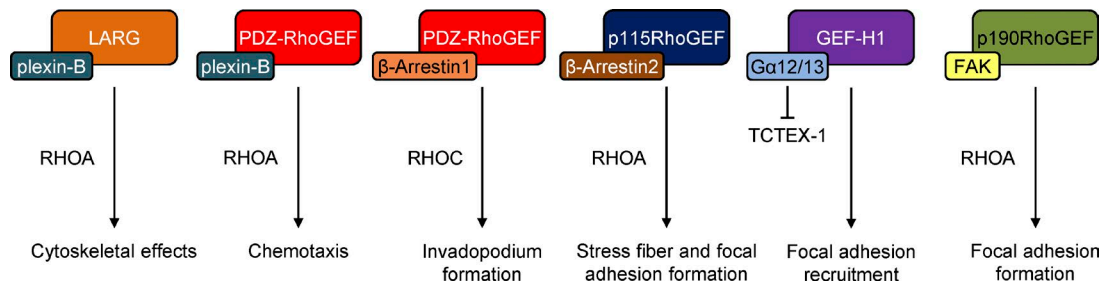 LARG
plexin-B
RHOA
Cytoskeletal effects
PDZ-RhoGEF
plexin-B
RHOA
Chemotaxis
PDZ-RhoGEF
β-Arrestin1
RHOC
Invadopodium
formation
p115RhoGEF
β-Arrestin2
RHOA
Stress fiber and focal
adhesion formation
GEF-H1
Gα12/13
TCTEX-1
Focal adhesion
recruitment
p190RhoGEF
FAK
RHOA
Focal adhesion
formation